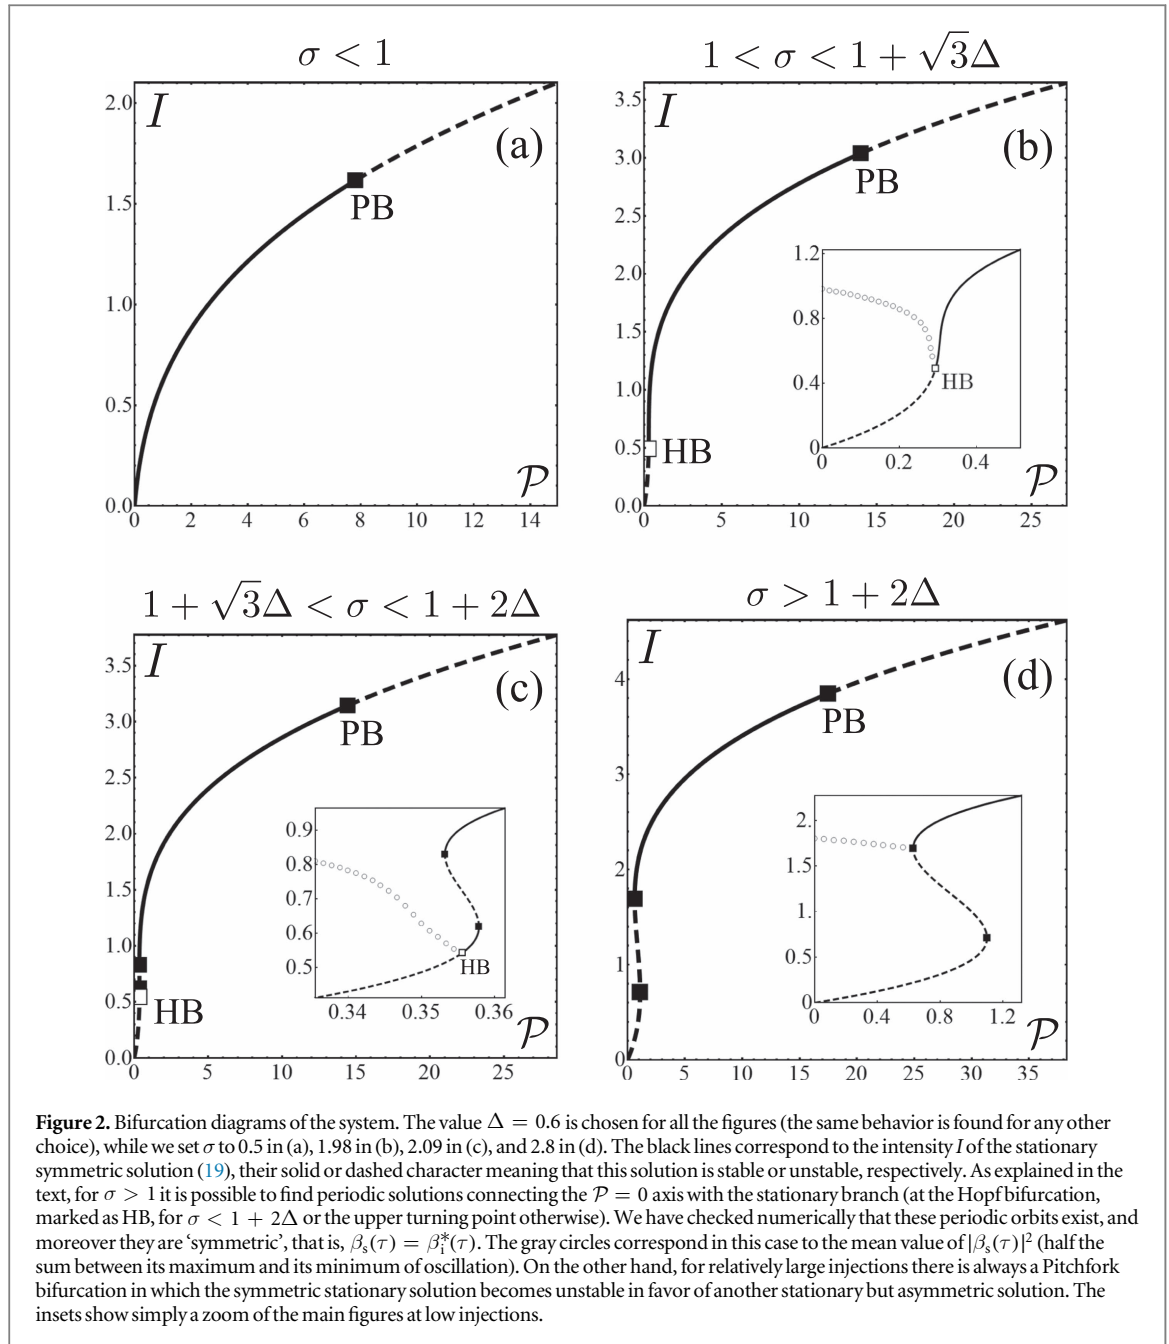 σ < 1
1 < σ < 1 + √3Δ
2.0
I
(a)
PB
1.5
1.0
0.5
0.0
𝒫
0 2 4 6 8 10 12 14
3.5
I
(b)
3.0
PB
2.5
2.0
1.5
1.0
0.5
HB
0.0
0 5 10 15 20 25
1.2
0.8
0.4
HB
0
0 0.2 0.4
𝒫
1 + √3Δ < σ < 1 + 2Δ
σ > 1 + 2Δ
3.5
I
(c)
3.0
PB
2.5
2.0
1.5
1.0
0.5
HB
0.0
0 5 10 15 20 25
0.9
0.8
0.7
0.6
0.5
HB
0.34 0.35 0.36
𝒫
I
(d)
4
PB
3
2
1
0
0 5 10 15 20 25 30 35
2.
1.5
1.
0.5
0
0 0.4 0.8 1.2
𝒫
Figure 2. Bifurcation diagrams of the system. The value Δ = 0.6 is chosen for all the figures (the same behavior is found for any other
choice), while we set σ to 0.5 in (a), 1.98 in (b), 2.09 in (c), and 2.8 in (d). The black lines correspond to the intensity I of the stationary
symmetric solution (19), their solid or dashed character meaning that this solution is stable or unstable, respectively. As explained in the
text, for σ > 1 it is possible to find periodic solutions connecting the 𝒫 = 0 axis with the stationary branch (at the Hopf bifurcation,
marked as HB, for σ < 1 + 2Δ or the upper turning point otherwise). We have checked numerically that these periodic orbits exist, and
moreover they are ‘symmetric’, that is, βs(τ) = βi*(τ). The gray circles correspond in this case to the mean value of |βs(τ)|² (half the
sum between its maximum and its minimum of oscillation). On the other hand, for relatively large injections there is always a Pitchfork
bifurcation in which the symmetric stationary solution becomes unstable in favor of another stationary but asymmetric solution. The
insets show simply a zoom of the main figures at low injections.